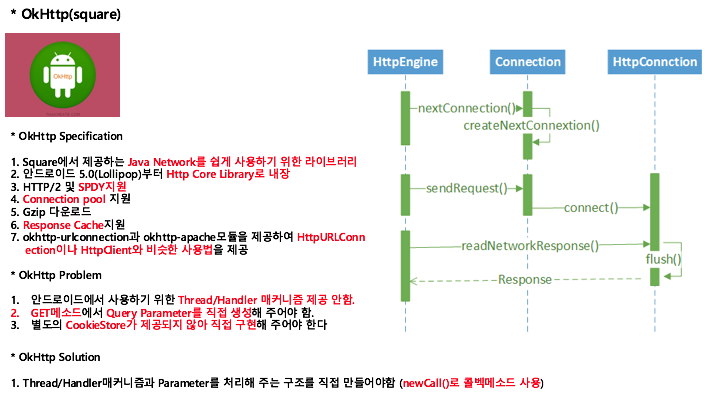 * OkHttp(square)
OkHttp
* OkHttp Specification
1. Square에서 제공하는 Java Network를 쉽게 사용하기 위한 라이브러리
2. 안드로이드 5.0(Lollipop)부터 Http Core Library로 내장
3. HTTP/2 및 SPDY지원
4. Connection pool 지원
5. Gzip 다운로드
6. Response Cache지원
7. okhttp-urlconnection과 okhttp-apache모듈을 제공하여 HttpURLConn
ection이나 HttpClient와 비슷한 사용법을 제공
* OkHttp Problem
1. 안드로이드에서 사용하기 위한 Thread/Handler 매커니즘 제공 안함.
2. GET메소드에서 Query Parameter를 직접 생성해 주어야 함.
3. 별도의 CookieStore가 제공되지 않아 직접 구현해 주어야 한다
* OkHttp Solution
1. Thread/Handler매커니즘과 Parameter를 처리해 주는 구조를 직접 만들어야함 (newCall()로 콜벡메소드 사용)
HttpEngine
Connection
HttpConnction
nextConnection()
createNextConnextion()
sendRequest()
connect()
readNetworkResponse()
flush()
Response